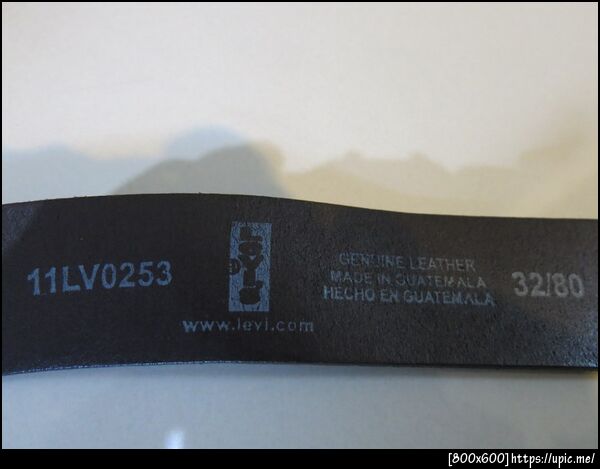 11LV0253
Levi's
www.levi.com
GENUINE LEATHER
MADE IN GUATEMALA
HECHO EN GUATEMALA
32/80
[800x600]https://upic.me/